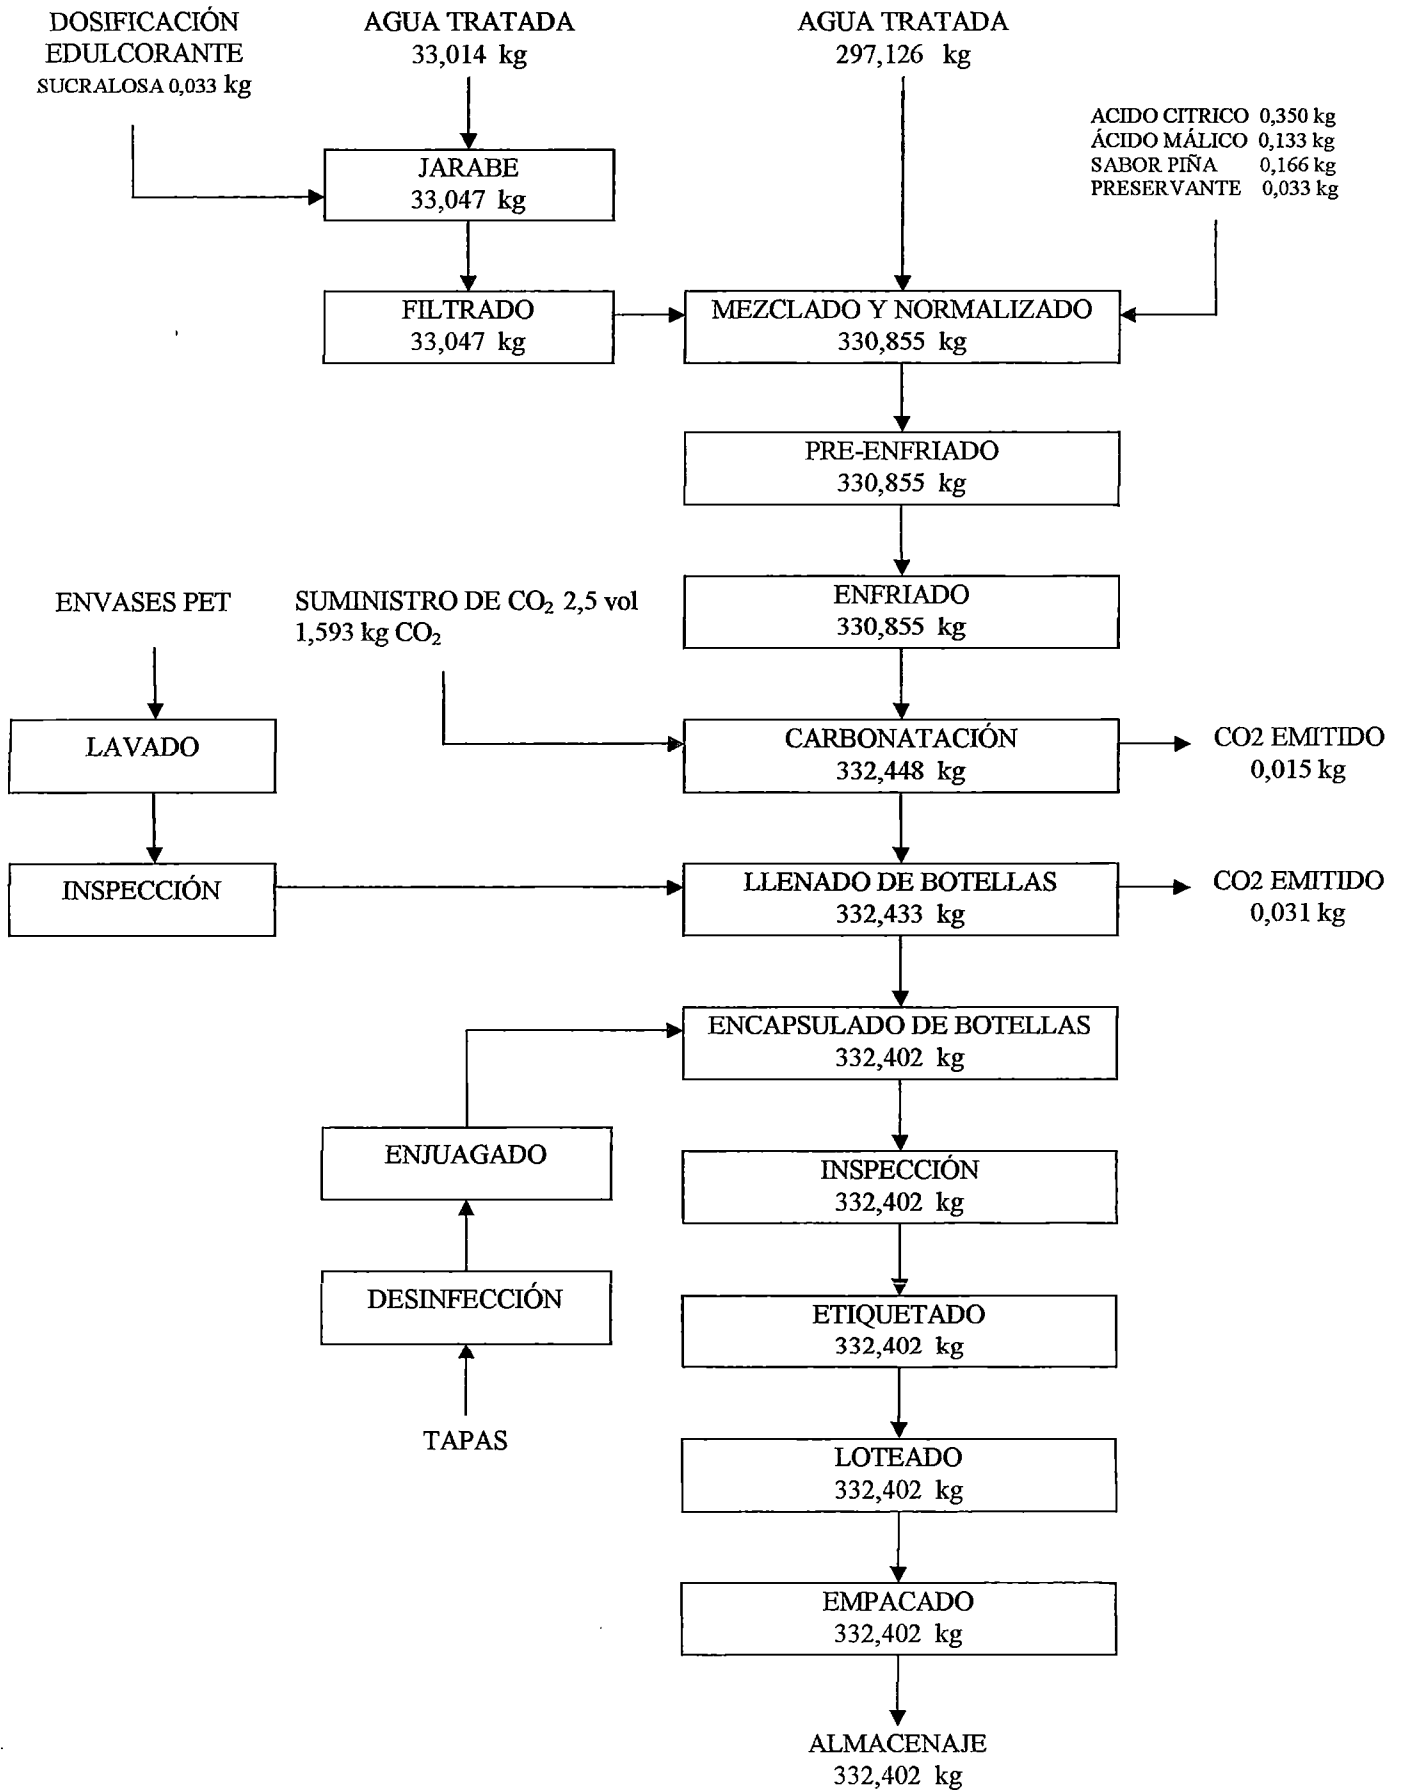 DOSIFICACIÓN
EDULCORANTE
SUCRALOSA 0,033 kg
AGUA TRATADA
33,014 kg
AGUA TRATADA
297,126 kg
ACIDO CITRICO 0,350 kg
ÁCIDO MÁLICO 0,133 kg
SABOR PIÑA 0,166 kg
PRESERVANTE 0,033 kg
JARABE
33,047 kg
FILTRADO
33,047 kg
MEZCLADO Y NORMALIZADO
330,855 kg
PRE-ENFRIADO
330,855 kg
ENFRIADO
330,855 kg
ENVASES PET
SUMINISTRO DE CO₂ 2,5 vol
1,593 kg CO₂
LAVADO
CARBONATACIÓN
332,448 kg
CO2 EMITIDO
0,015 kg
INSPECCIÓN
LLENADO DE BOTELLAS
332,433 kg
CO2 EMITIDO
0,031 kg
ENCAPSULADO DE BOTELLAS
332,402 kg
ENJUAGADO
INSPECCIÓN
332,402 kg
DESINFECCIÓN
ETIQUETADO
332,402 kg
TAPAS
LOTEADO
332,402 kg
EMPACADO
332,402 kg
ALMACENAJE
332,402 kg